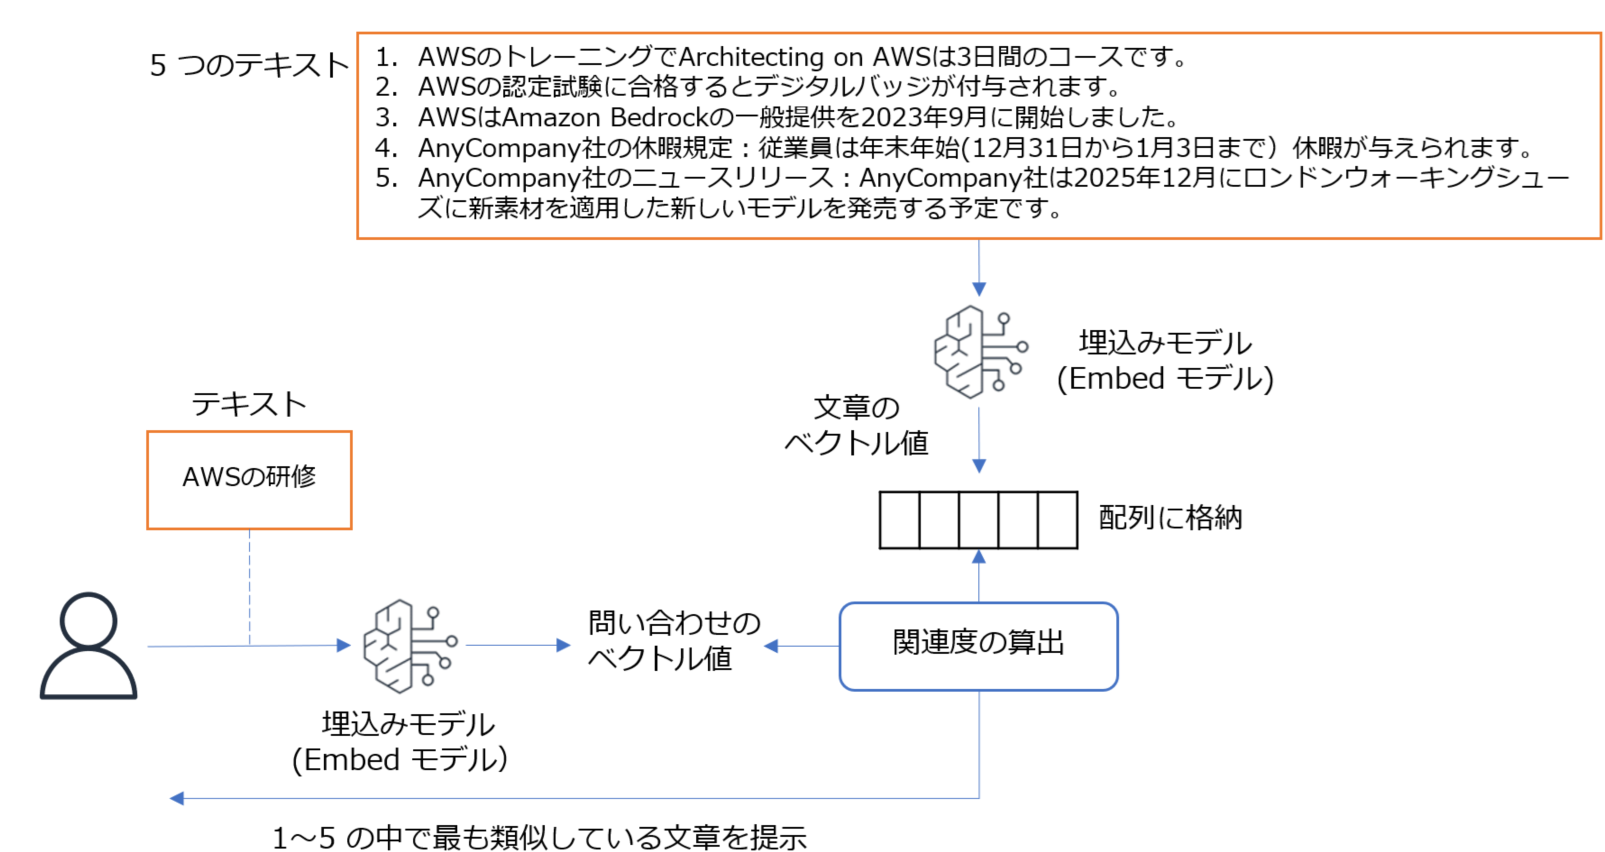 5 つのテキスト
1. AWSのトレーニングでArchitecting on AWSは3日間のコースです。
2. AWSの認定試験に合格するとデジタルバッジが付与されます。
3. AWSはAmazon Bedrockの一般提供を2023年9月に開始しました。
4. AnyCompany社の休暇規定：従業員は年末年始(12月31日から1月3日まで）休暇が与えられます。
5. AnyCompany社のニュースリリース：AnyCompany社は2025年12月にロンドンウォーキングシュー
ズに新素材を適用した新しいモデルを発売する予定です。
埋込みモデル
(Embed モデル)
文章の
ベクトル値
配列に格納
テキスト
AWSの研修
問い合わせの
ベクトル値
関連度の算出
埋込みモデル
(Embed モデル）
1～5 の中で最も類似している文章を提示